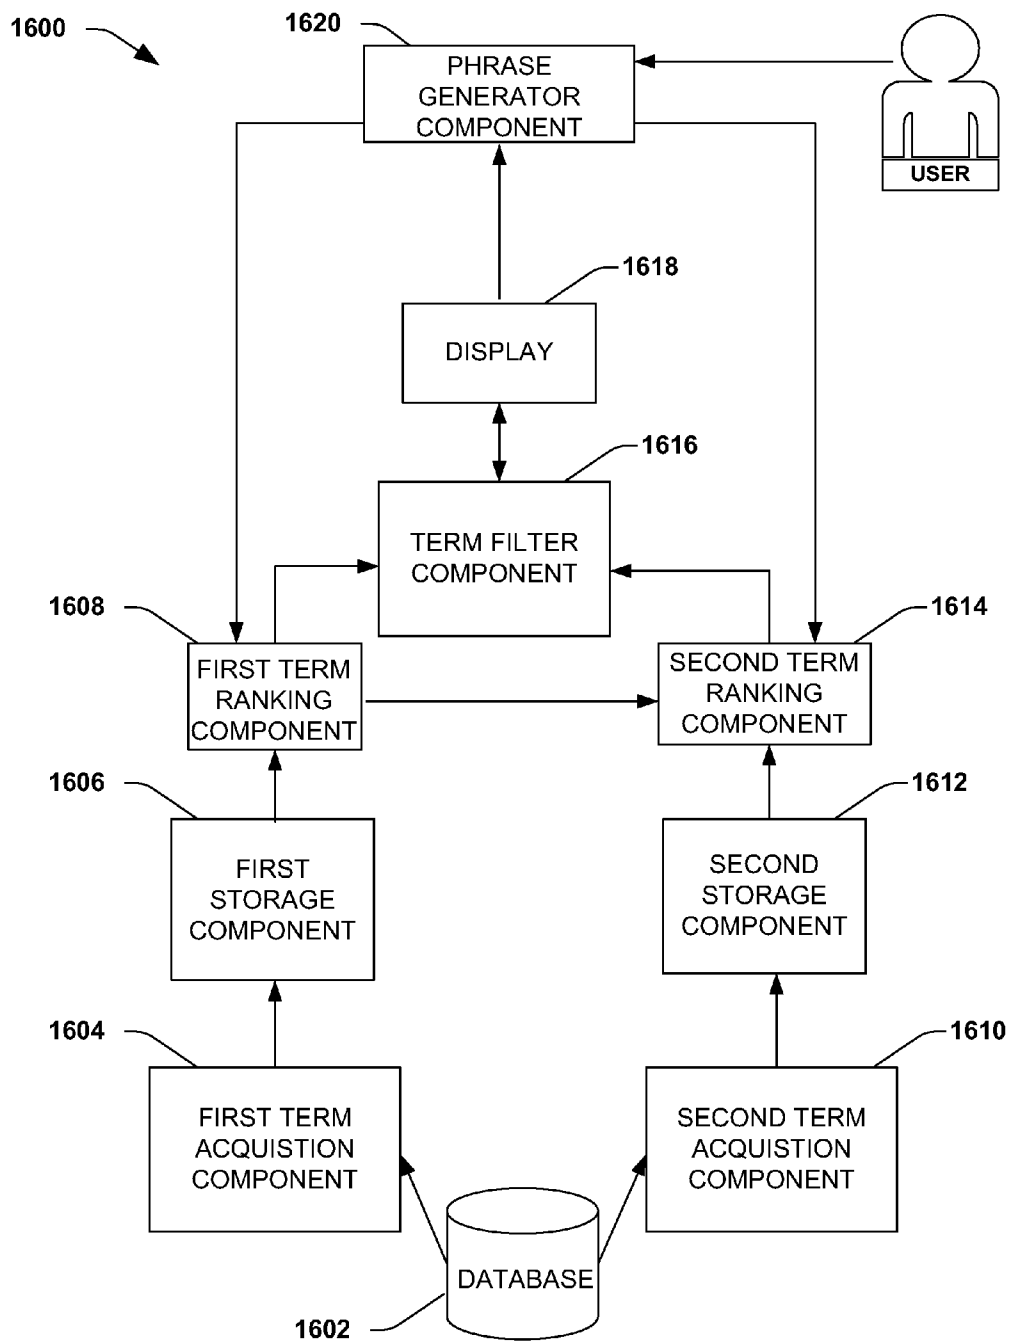 1600
1620
PHRASE
GENERATOR
COMPONENT
USER
1618
DISPLAY
1616
TERM FILTER
COMPONENT
1608
1614
FIRST TERM
RANKING
COMPONENT
SECOND TERM
RANKING
COMPONENT
1606
1612
FIRST
STORAGE
COMPONENT
SECOND
STORAGE
COMPONENT
1604
1610
FIRST TERM
ACQUISTION
COMPONENT
SECOND TERM
ACQUISTION
COMPONENT
DATABASE
1602